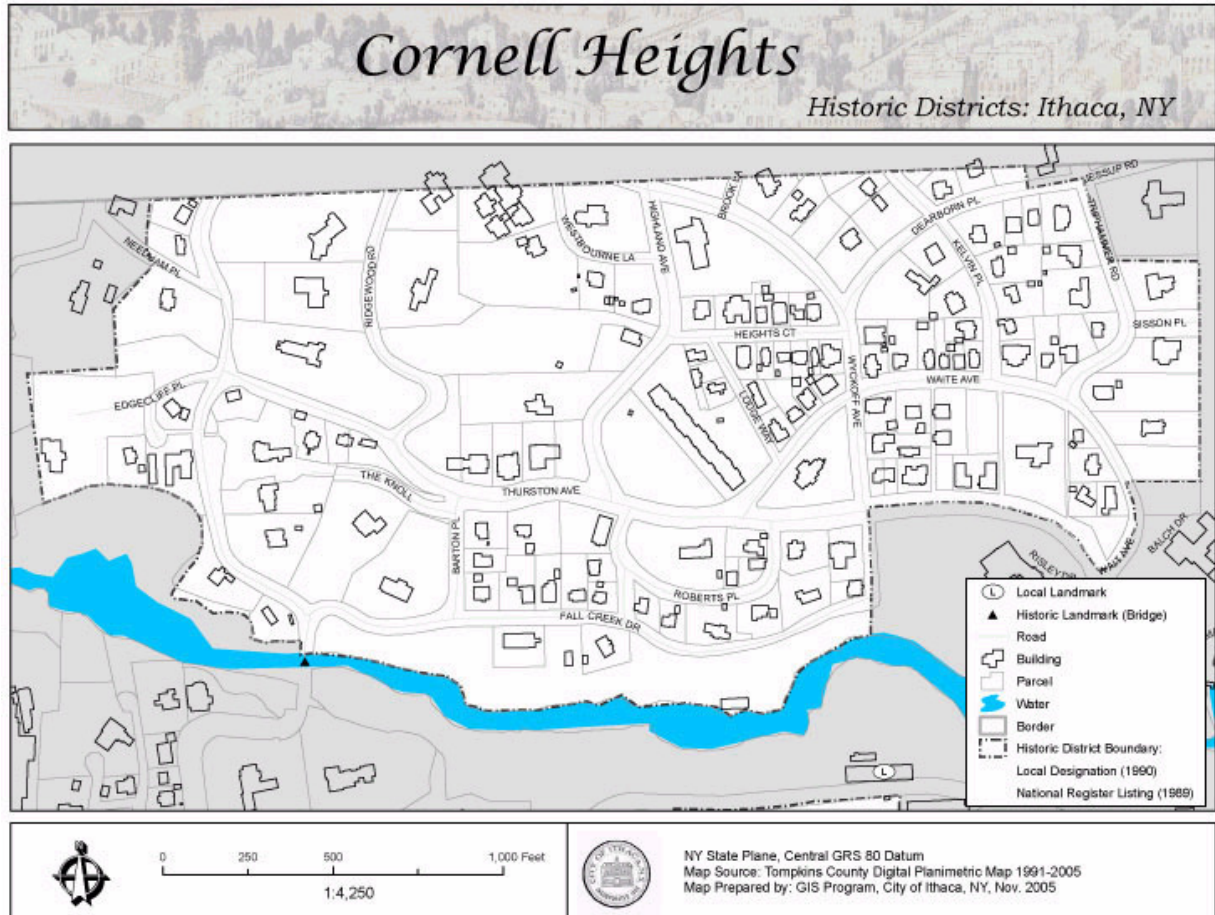 Cornell Heights
Historic Districts: Ithaca, NY
JESSUP RD
BROOK LA
HIGHLAND AVE
WESTBOURNE LA
DEARBORN PL
TRIPHAMMER RD
NEEDHAM PL
KELVIN PL
RIDGEWOOD RD
SISSON PL
HEIGHTS CT
WYCKOFF AVE
WAITE AVE
EDGECLIFF PL
LODGE WAY
THE KNOLL
THURSTON AVE
BARTON PL
WAIT AVE
BALCH DR
RISLEY DR
ROBERTS PL
FALL CREEK DR
L
L Local Landmark
Historic Landmark (Bridge)
Road
Building
Parcel
Water
Border
Historic District Boundary:
Local Designation (1990)
National Register Listing (1989)
0 250 500 1,000 Feet
1:4,250
NY State Plane, Central GRS 80 Datum
Map Source: Tompkins County Digital Planimetric Map 1991-2005
Map Prepared by: GIS Program, City of Ithaca, NY, Nov. 2005